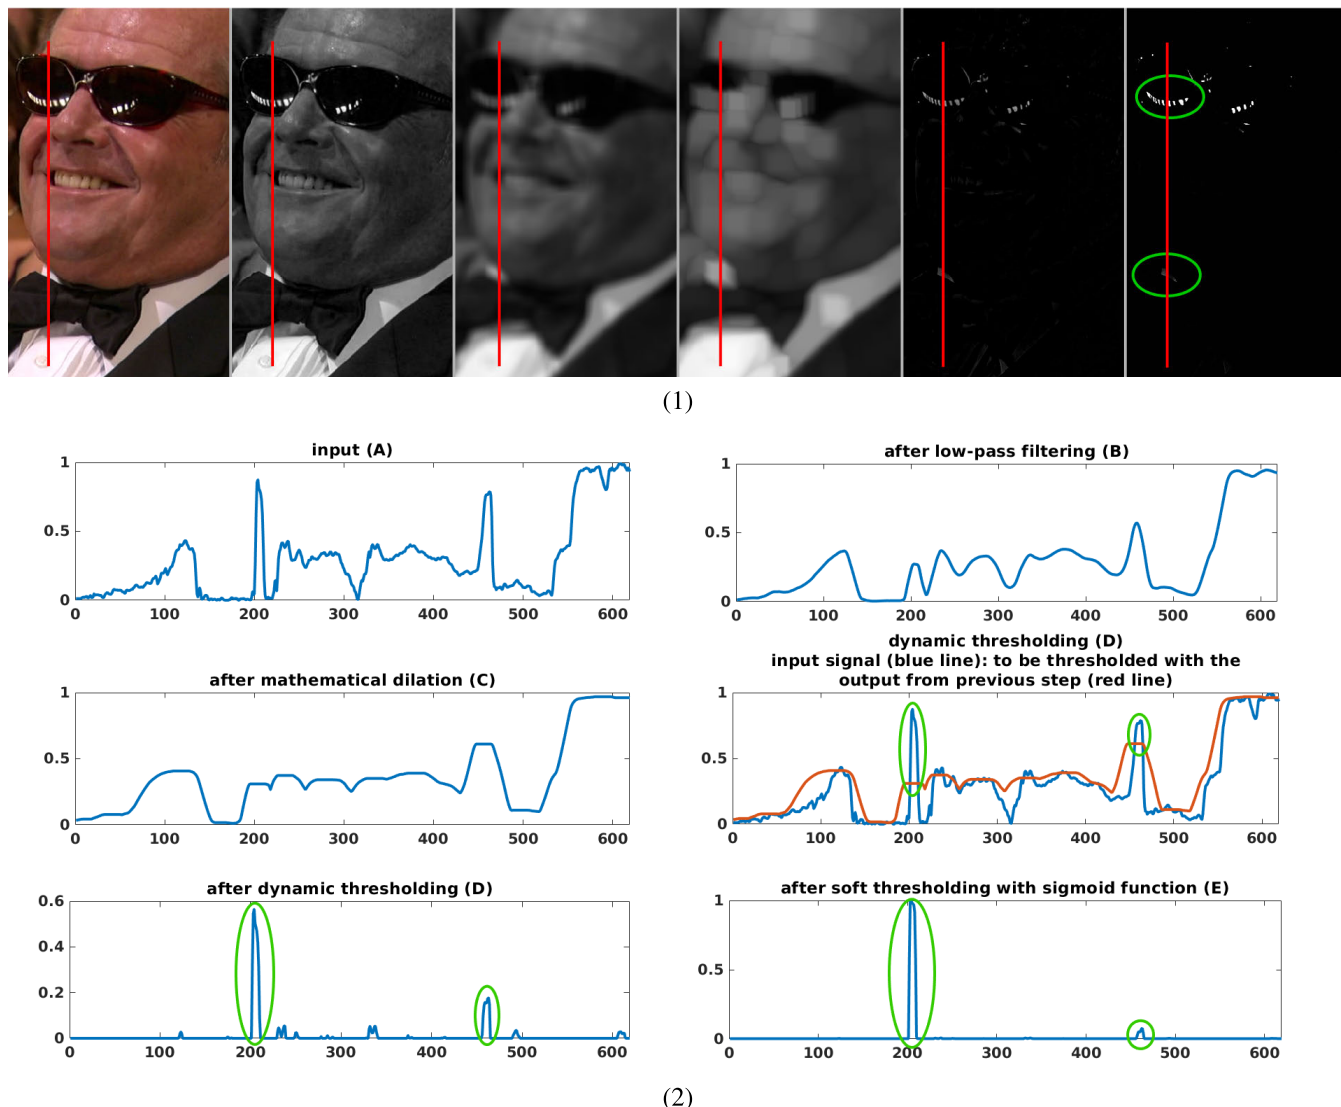 (1)
input (A)
1
0.5
0
0 100 200 300 400 500 600
after low-pass filtering (B)
1
0.5
0
0 100 200 300 400 500 600
after mathematical dilation (C)
1
0.5
0
0 100 200 300 400 500 600
dynamic thresholding (D)
input signal (blue line): to be thresholded with the
output from previous step (red line)
1
0.5
0
0 100 200 300 400 500 600
after dynamic thresholding (D)
0.6
0.4
0.2
0
0 100 200 300 400 500 600
after soft thresholding with sigmoid function (E)
1
0.5
0
0 100 200 300 400 500 600
(2)